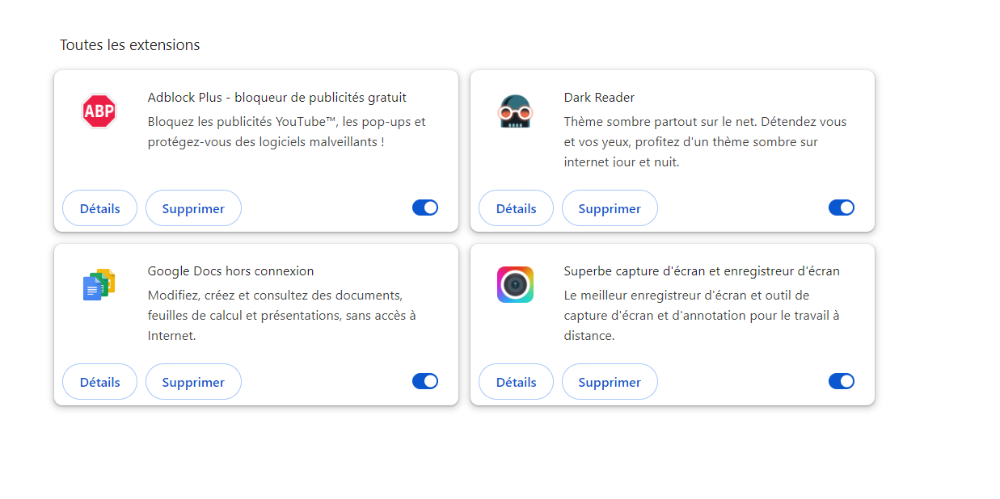 Toutes les extensions
ABP
Adblock Plus - bloqueur de publicités gratuit
Bloquez les publicités YouTube™, les pop-ups et
protégez-vous des logiciels malveillants !
Détails
Supprimer
Dark Reader
Thème sombre partout sur le net. Détendez vous
et vos yeux, profitez d'un thème sombre sur
internet jour et nuit.
Détails
Supprimer
Google Docs hors connexion
Modifiez, créez et consultez des documents,
feuilles de calcul et présentations, sans accès à
Internet.
Détails
Supprimer
Superbe capture d'écran et enregistreur d'écran
Le meilleur enregistreur d'écran et outil de
capture d'écran et d'annotation pour le travail à
distance.
Détails
Supprimer